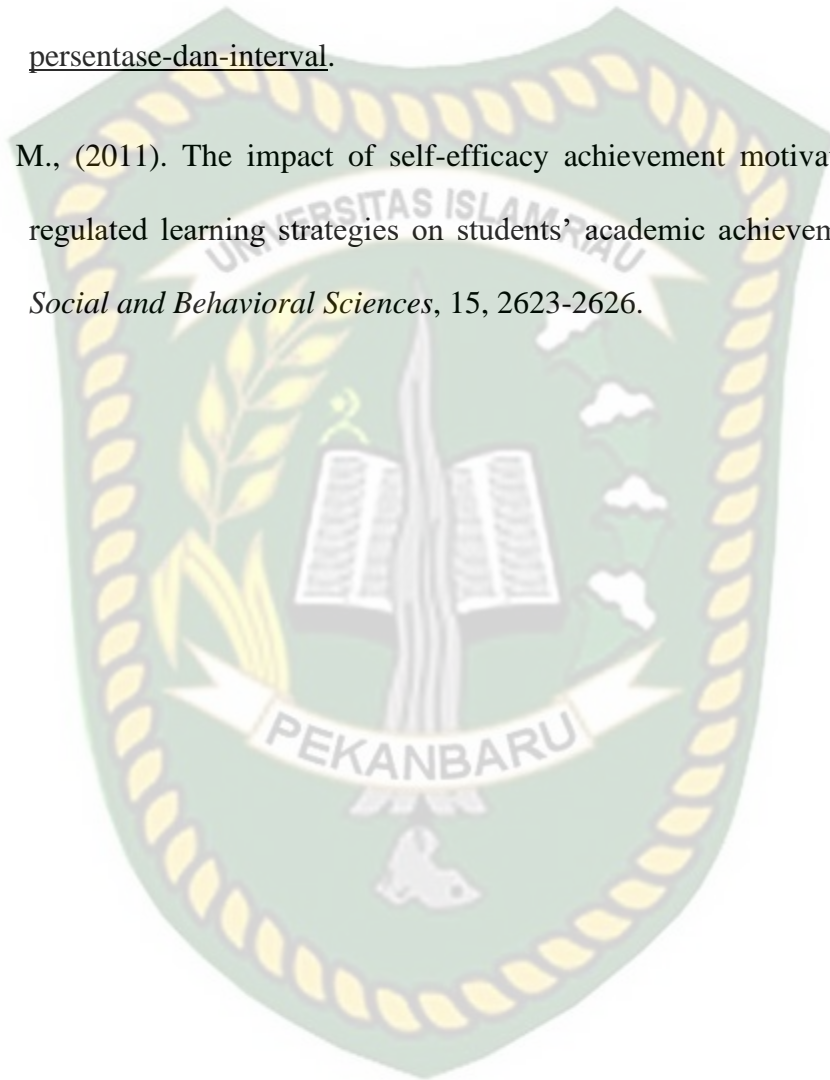 persentase-dan-interval.
M., (2011). The impact of self-efficacy achievement motiva
regulated learning strategies on students’ academic achievem
Social and Behavioral Sciences, 15, 2623-2626.
UNIVERSITAS ISLAM RIAU
PEKANBARU